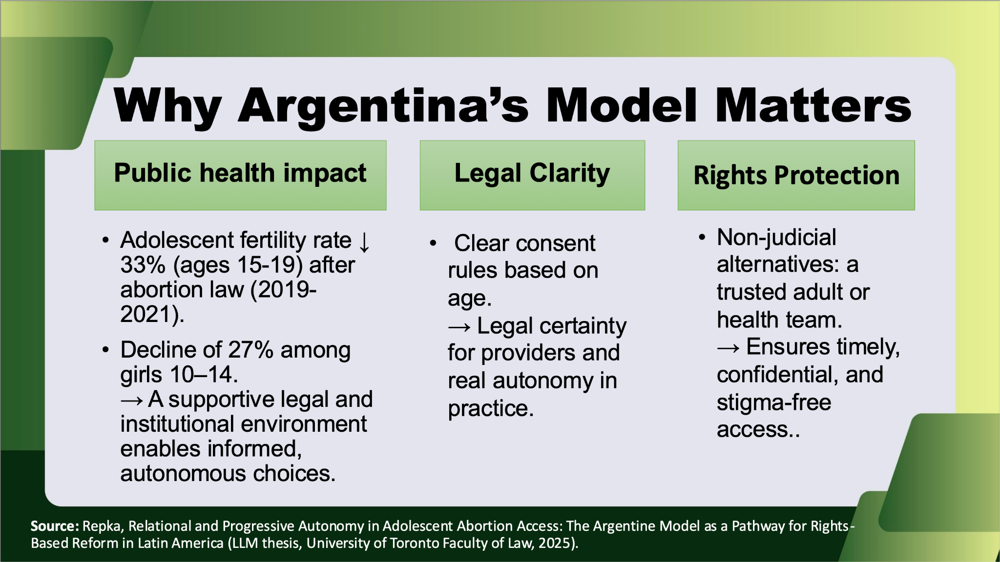 Why Argentina’s Model Matters
Public health impact
• Adolescent fertility rate ↓
33% (ages 15-19) after
abortion law (2019-
2021).
• Decline of 27% among
girls 10–14.
→ A supportive legal and
institutional environment
enables informed,
autonomous choices.
Legal Clarity
• Clear consent
rules based on
age.
→ Legal certainty
for providers and
real autonomy in
practice.
Rights Protection
• Non-judicial
alternatives: a
trusted adult or
health team.
→ Ensures timely,
confidential, and
stigma-free
access..
Source: Repka, Relational and Progressive Autonomy in Adolescent Abortion Access: The Argentine Model as a Pathway for Rights-
Based Reform in Latin America (LLM thesis, University of Toronto Faculty of Law, 2025).